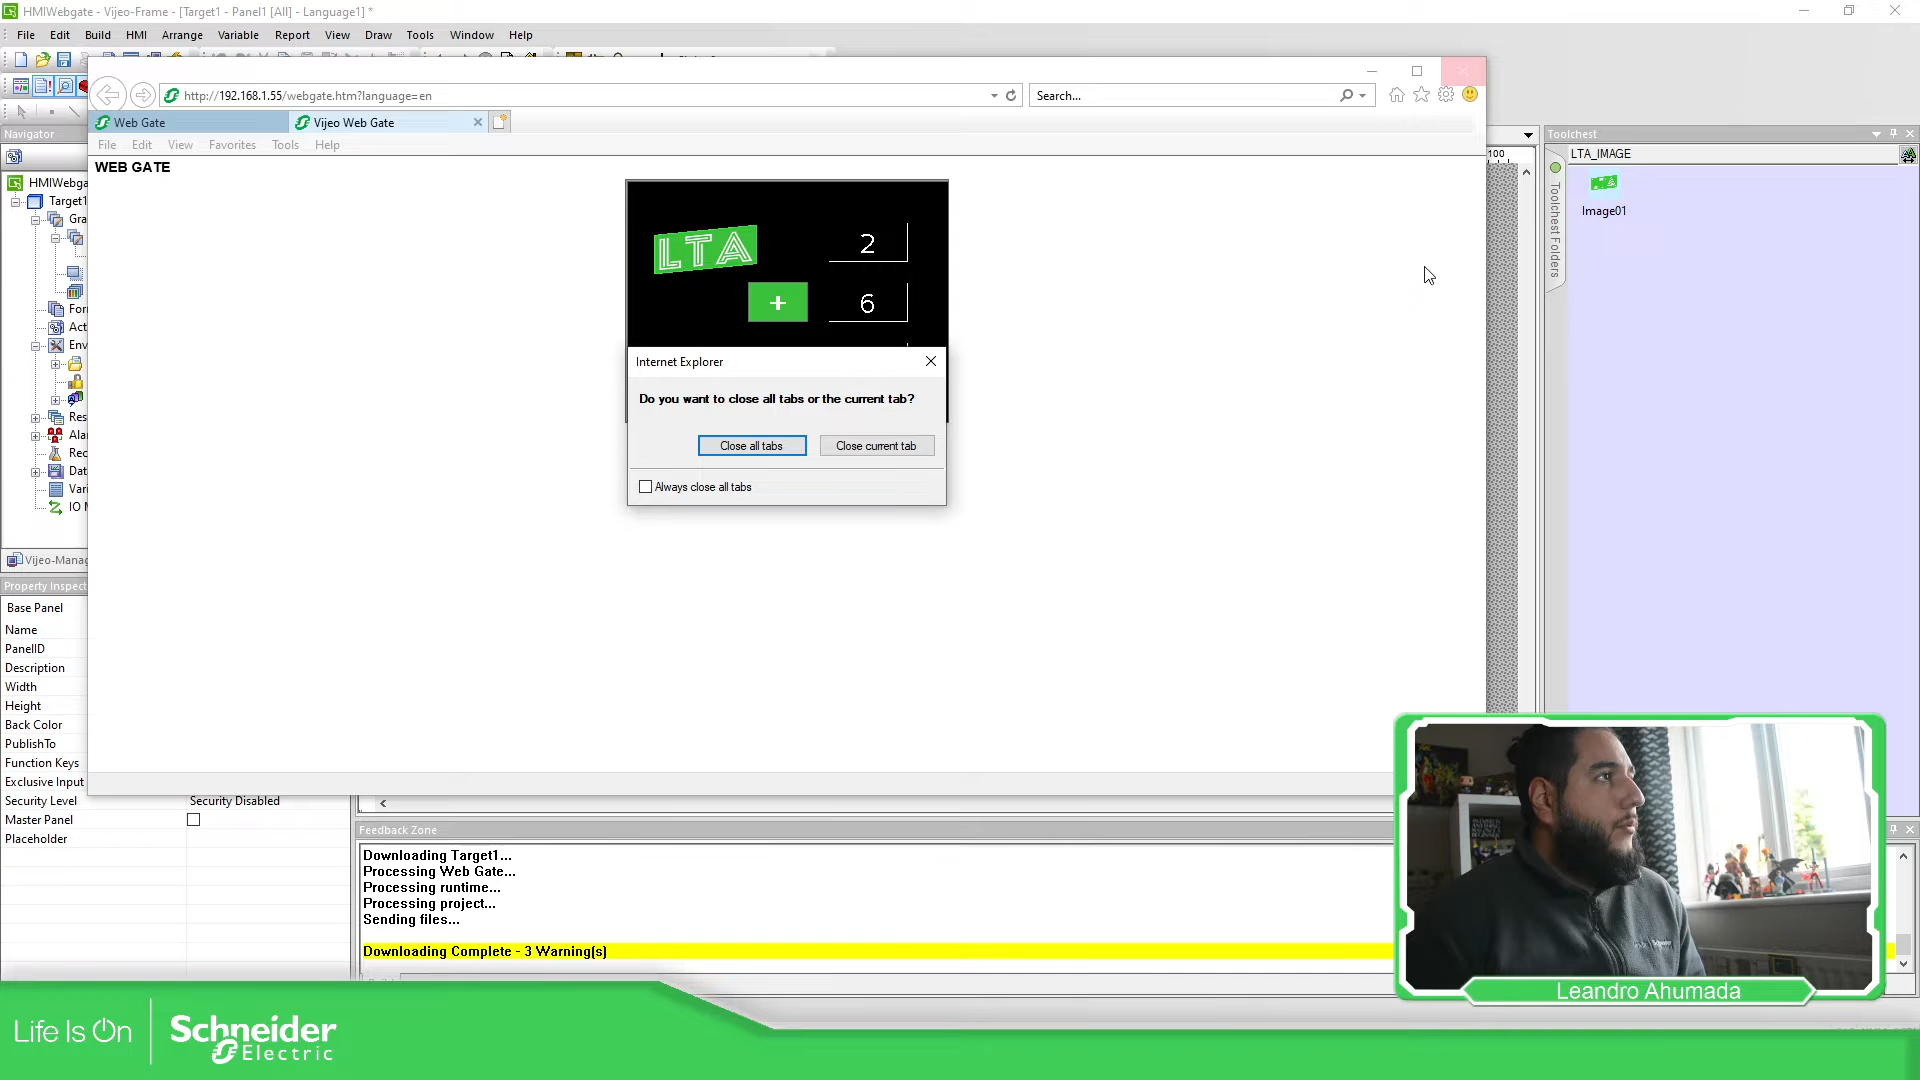 HMIWebgate - Vijeo-Frame - [Target1 - Panel1 [All] - Language1] *
File Edit Build HMI Arrange Variable Report View Draw Tools Window Help
http://192.168.1.55/webgate.htm?language=en
Search...
Web Gate
Vijeo Web Gate
File Edit View Favorites Tools Help
WEB GATE
Navigator
HMIWebga
Target1
Gra
For
Act
Env
Res
Ala
Rec
Dat
Vari
IO M
Vijeo-Manag
LTA
2
+
6
Internet Explorer
Do you want to close all tabs or the current tab?
Close all tabs
Close current tab
Always close all tabs
100
Toolchest
LTA_IMAGE
Image01
Toolchest Folders
Property Inspect
Base Panel
Name
PanelID
Description
Width
Height
Back Color
PublishTo
Function Keys
Exclusive Input
Security Level Security Disabled
Master Panel
Placeholder
Feedback Zone
Downloading Target1...
Processing Web Gate...
Processing runtime...
Processing project...
Sending files...
Downloading Complete - 3 Warning(s)
Leandro Ahumada
Life Is On
Schneider
Electric